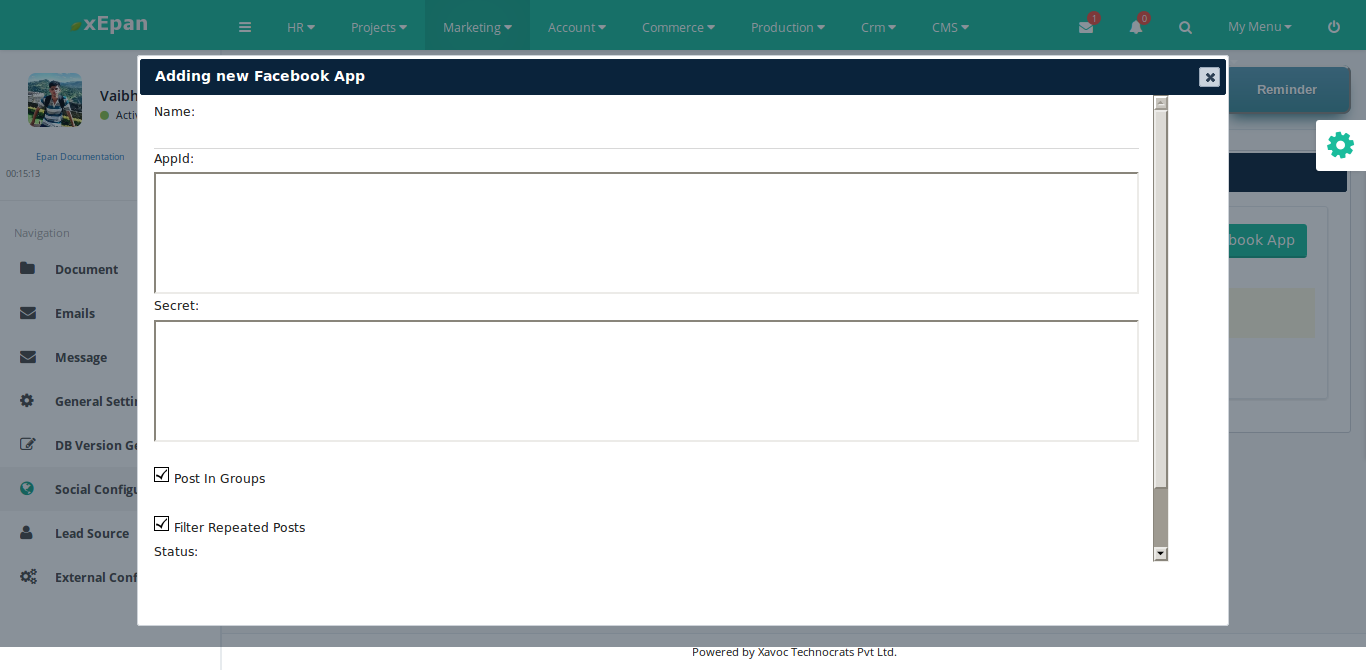 xEpan
HR Projects Marketing Account Commerce Production Crm CMS 1 0 My Menu
Adding new Facebook App
Reminder
Name:
Vaibh
Activ
Epan Documentation
00:15:13
AppId:
Navigation
Document
Emails
Message
General Settin
DB Version Ge
Social Configu
Lead Source
External Conf
book App
Secret:
Post In Groups
Filter Repeated Posts
Status:
Powered by Xavoc Technocrats Pvt Ltd.